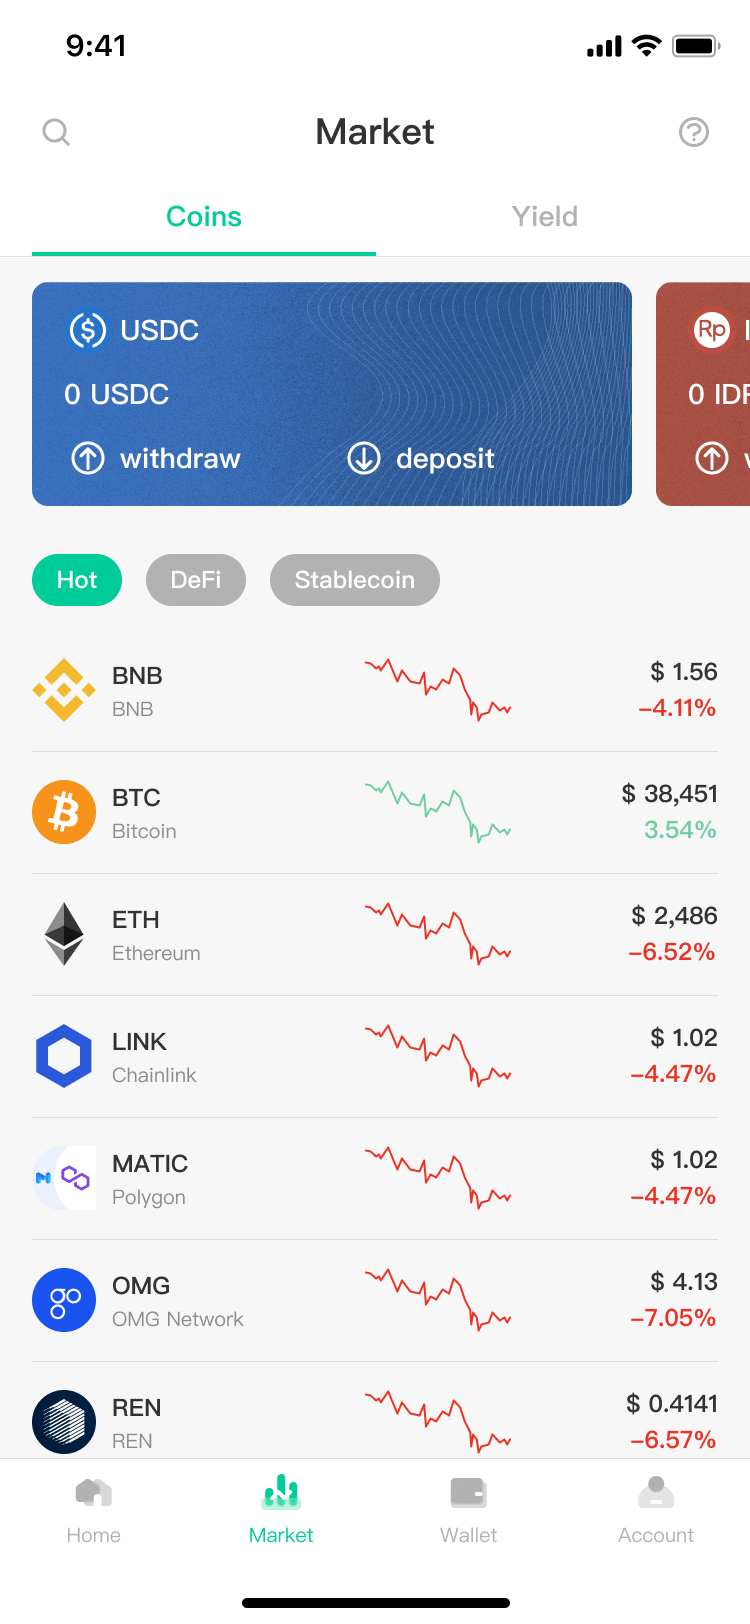 9:41
Market
Coins
Yield
USDC
0 USDC
withdraw
deposit
Rp
0 IDR
Hot
DeFi
Stablecoin
BNB
$ 1.56
BNB
−4.11%
BTC
$ 38,451
Bitcoin
3.54%
ETH
$ 2,486
Ethereum
−6.52%
LINK
$ 1.02
Chainlink
−4.47%
MATIC
$ 1.02
Polygon
−4.47%
OMG
$ 4.13
OMG Network
−7.05%
REN
$ 0.4141
REN
−6.57%
Home
Market
Wallet
Account